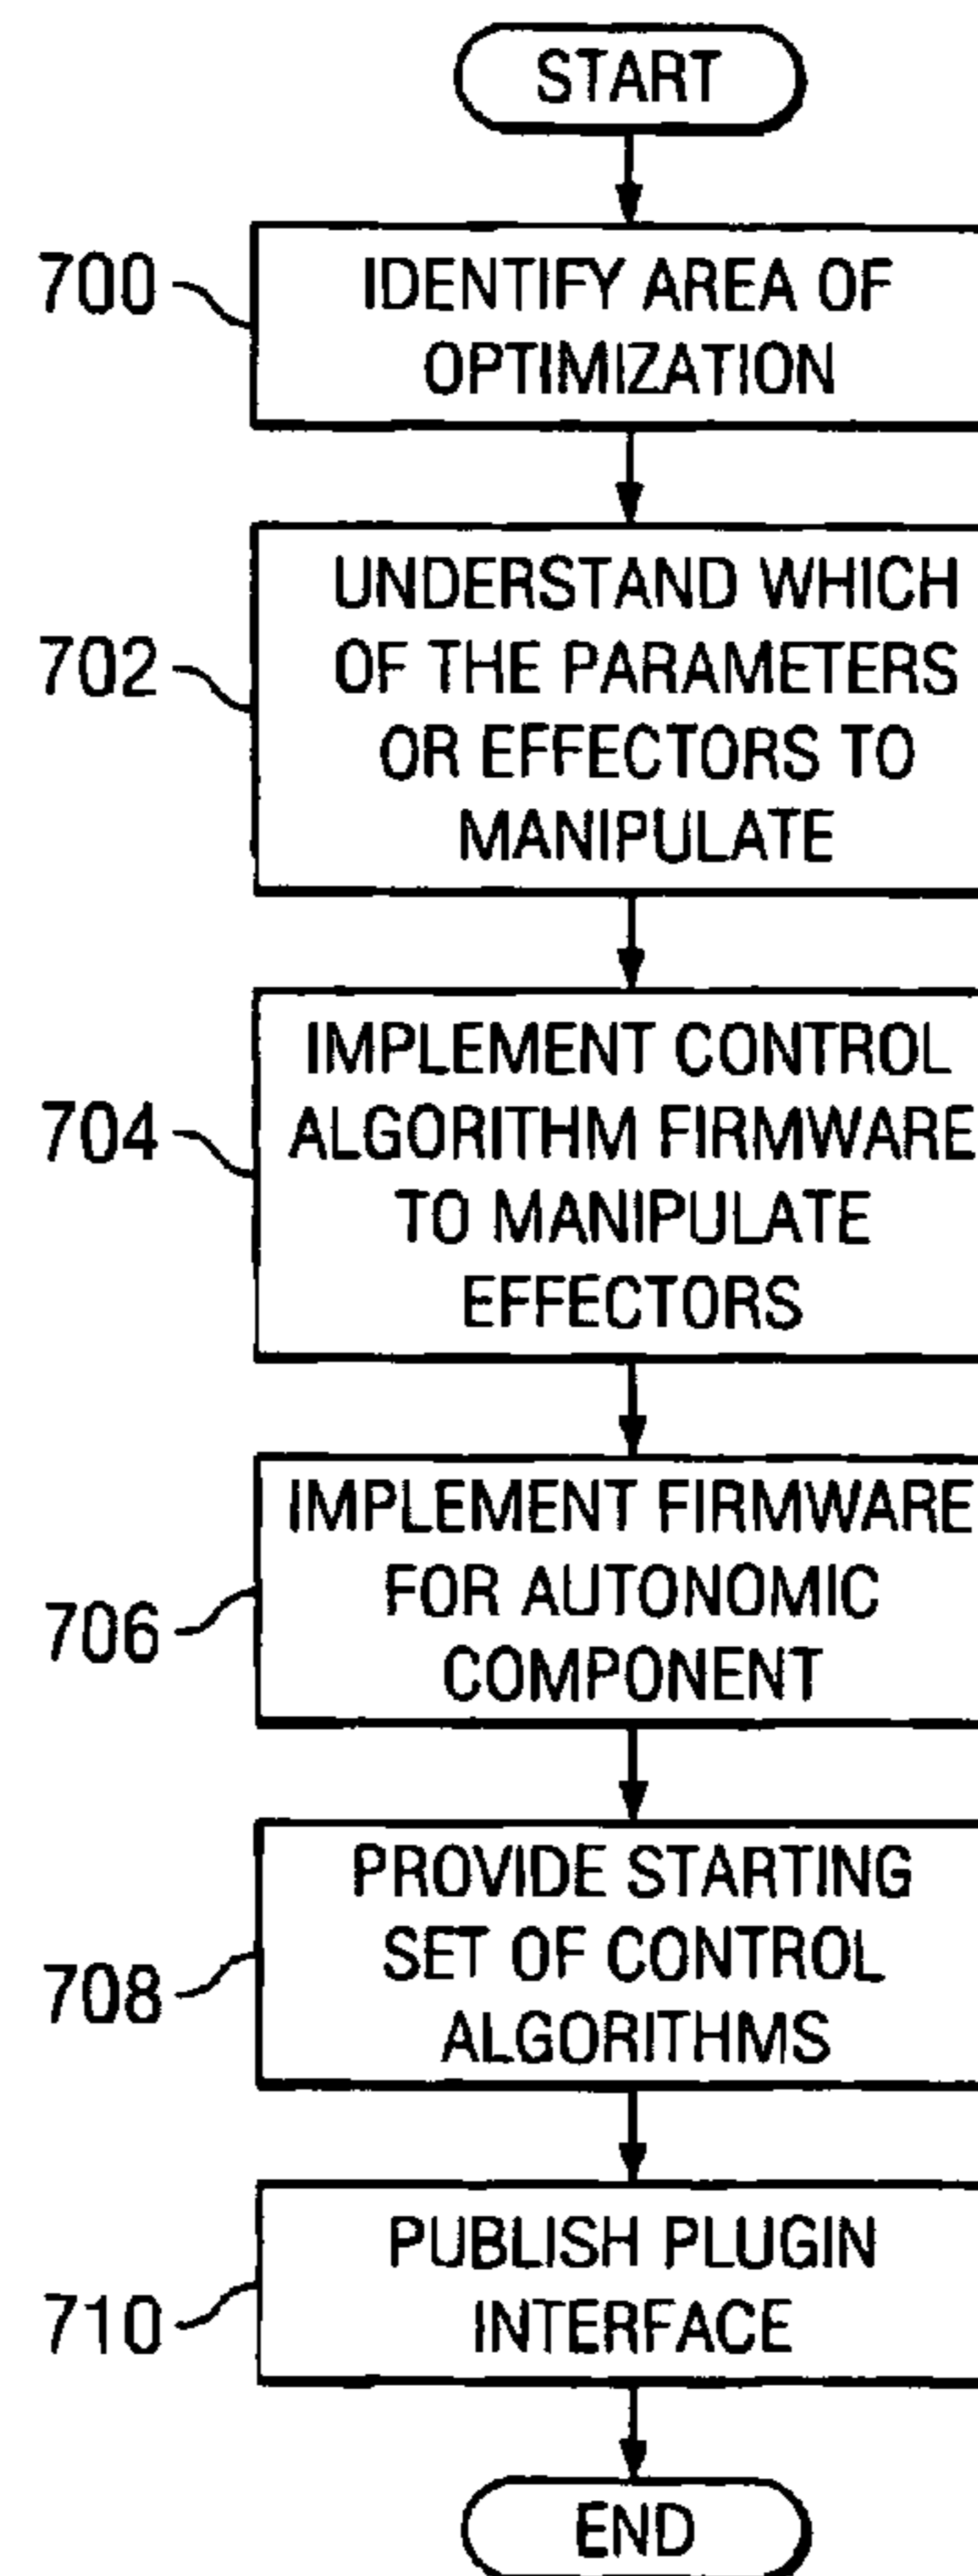 START
700
IDENTIFY AREA OF
OPTIMIZATION
702
UNDERSTAND WHICH
OF THE PARAMETERS
OR EFFECTORS TO
MANIPULATE
704
IMPLEMENT CONTROL
ALGORITHM FIRMWARE
TO MANIPULATE
EFFECTORS
706
IMPLEMENT FIRMWARE
FOR AUTONOMIC
COMPONENT
708
PROVIDE STARTING
SET OF CONTROL
ALGORITHMS
710
PUBLISH PLUGIN
INTERFACE
END